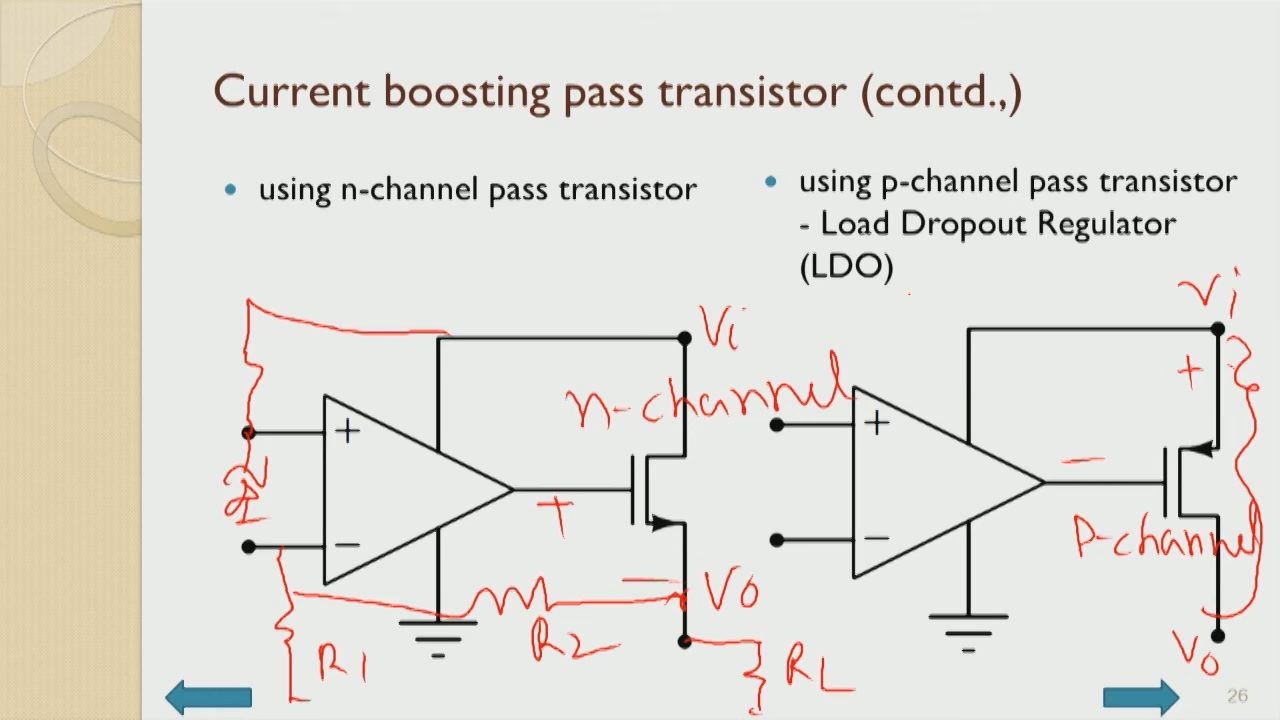 Current boosting pass transistor (contd.,)
using n-channel pass transistor
using p-channel pass transistor
- Load Dropout Regulator
(LDO)
Vi
Vi
n-channel
+
+
+
+
-
P-channel
-
-
-
Vo
R2
R1
RL
Vo
26